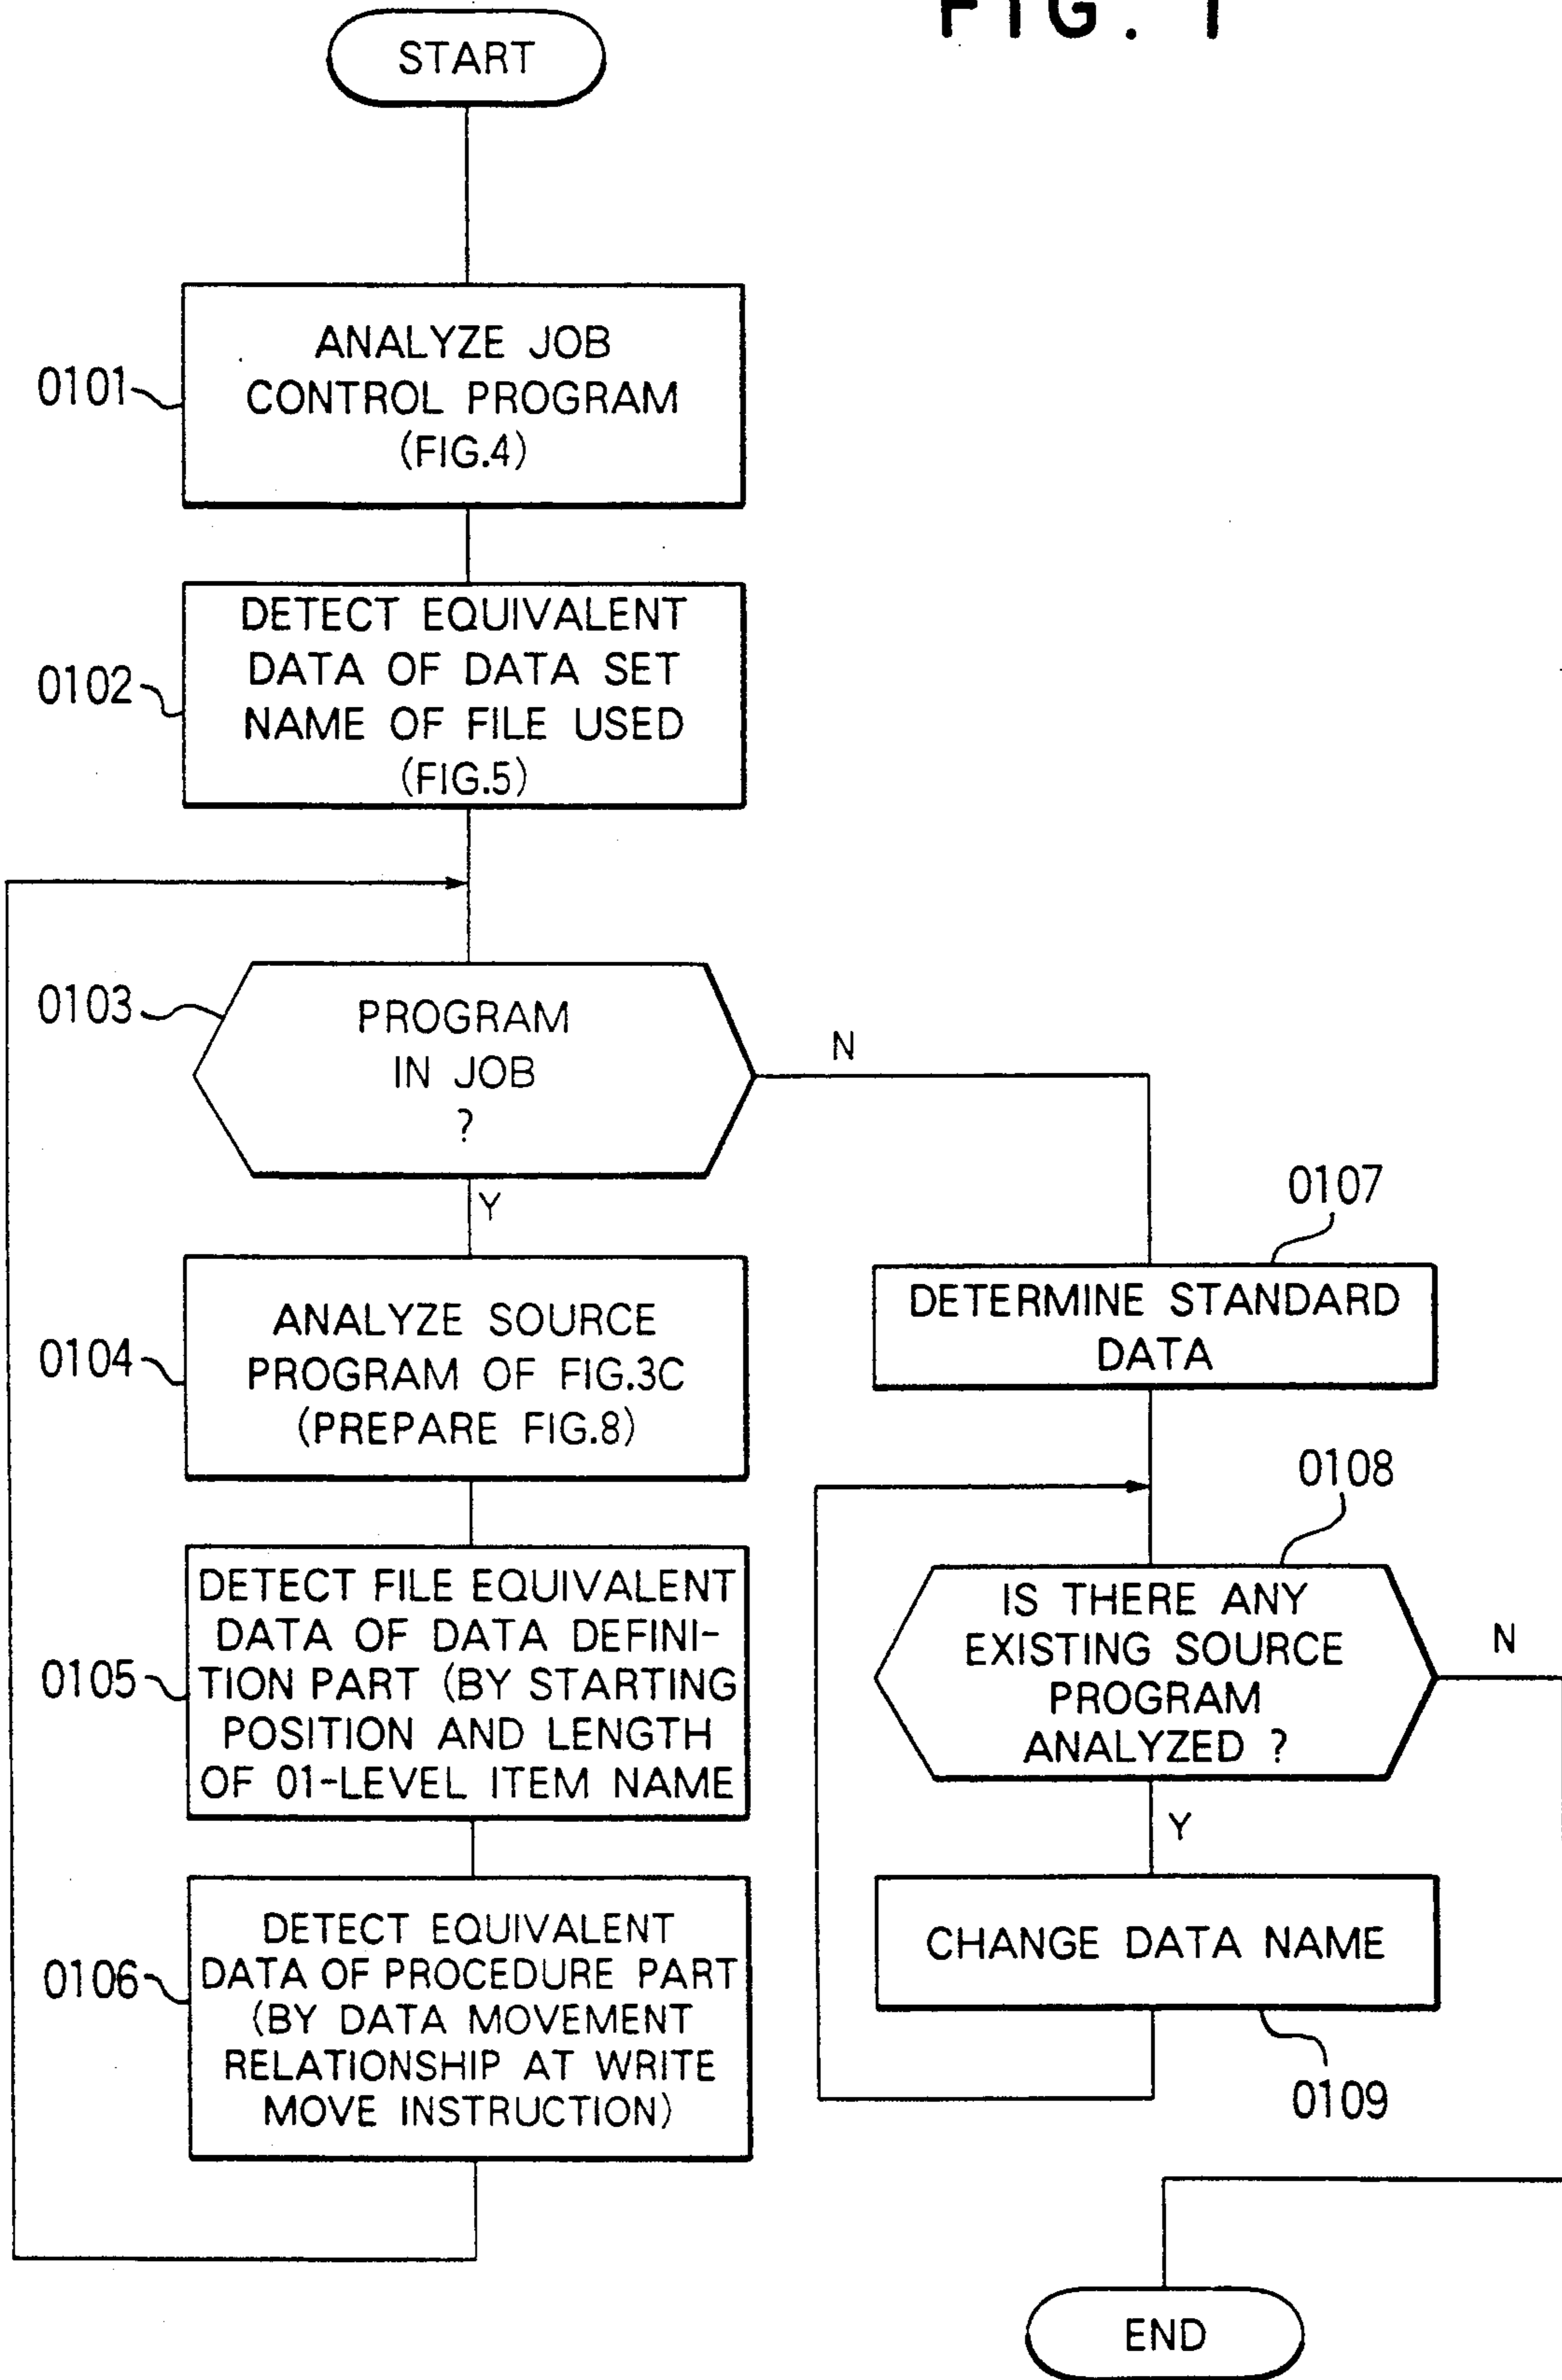 FIG. 1
START
0101
ANALYZE JOB
CONTROL PROGRAM
(FIG.4)
0102
DETECT EQUIVALENT
DATA OF DATA SET
NAME OF FILE USED
(FIG.5)
0103
PROGRAM
IN JOB
?
N
Y
0104
ANALYZE SOURCE
PROGRAM OF FIG.3C
(PREPARE FIG.8)
0105
DETECT FILE EQUIVALENT
DATA OF DATA DEFINI-
TION PART (BY STARTING
POSITION AND LENGTH
OF 01-LEVEL ITEM NAME
0106
DETECT EQUIVALENT
DATA OF PROCEDURE PART
(BY DATA MOVEMENT
RELATIONSHIP AT WRITE
MOVE INSTRUCTION)
0107
DETERMINE STANDARD
DATA
0108
IS THERE ANY
EXISTING SOURCE
PROGRAM
ANALYZED ?
N
Y
CHANGE DATA NAME
0109
END